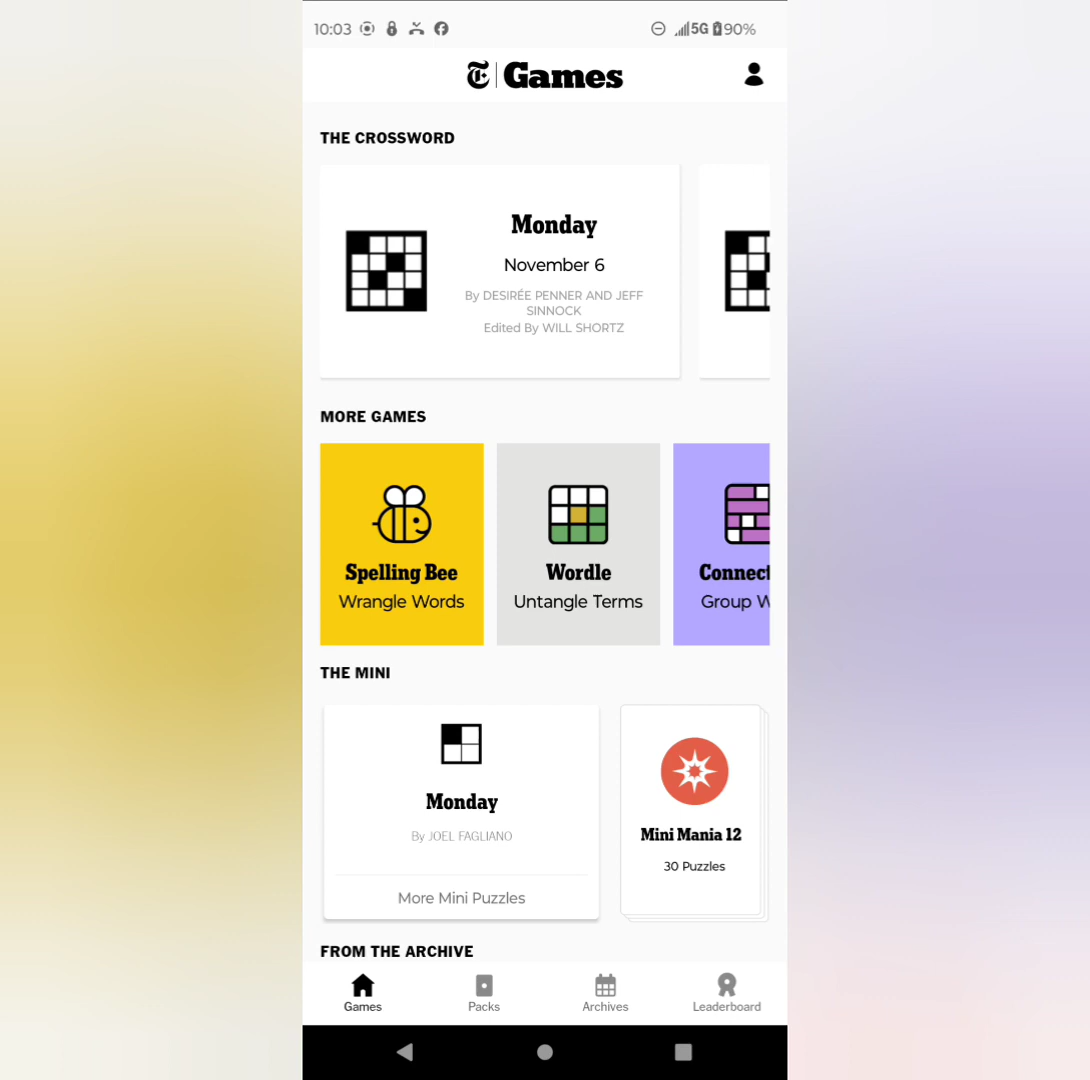 10:03 5G 90%
Games
THE CROSSWORD
Monday
November 6
By DESIRÉE PENNER AND JEFF
SINNOCK
Edited By WILL SHORTZ
MORE GAMES
Spelling Bee
Wrangle Words
Wordle
Untangle Terms
Connect
Group W
THE MINI
Monday
By JOEL FAGLIANO
More Mini Puzzles
Mini Mania 12
30 Puzzles
FROM THE ARCHIVE
Games
Packs
Archives
Leaderboard